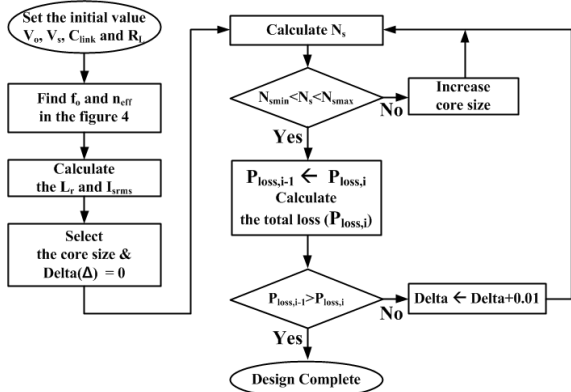 Set the initial value
Vo, Vs, Clink and RL
Find fo and neff
in the figure 4
Calculate
the Lr and Isrms
Select
the core size &
Delta(Δ) = 0
Calculate Ns
Nsmin<Ns<Nsmax
No
Increase
core size
Yes
Ploss,i-1 ← Ploss,i
Calculate
the total loss (Ploss,i)
Ploss,i-1>Ploss,i
No
Delta ← Delta+0.01
Yes
Design Complete